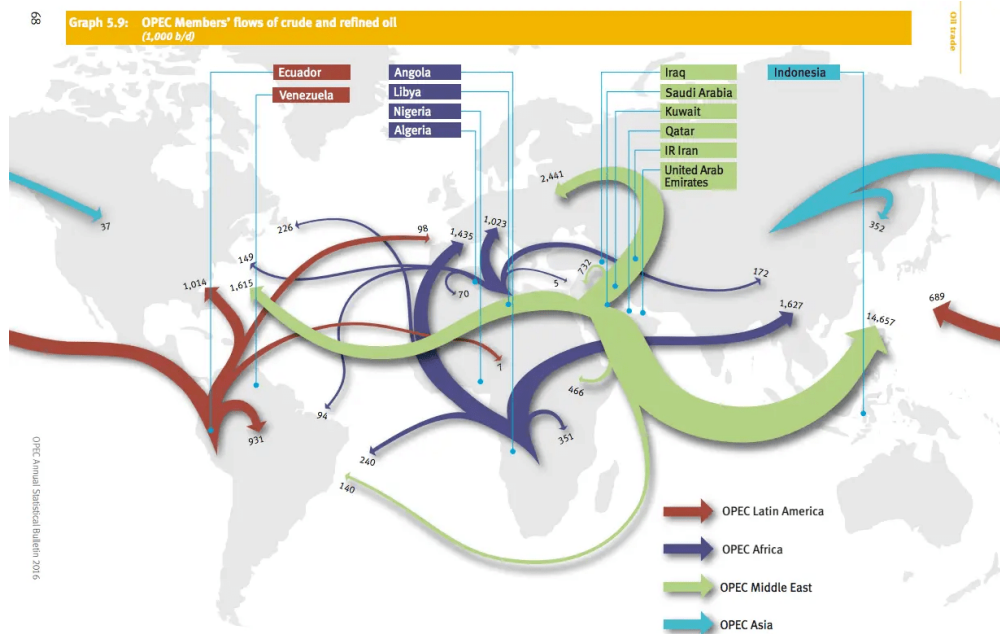 68
Graph 5.9: OPEC Members' flows of crude and refined oil
(1,000 b/d)
Oil trade
Ecuador
Venezuela
Angola
Libya
Nigeria
Algeria
Iraq
Saudi Arabia
Kuwait
Qatar
IR Iran
United Arab
Emirates
Indonesia
2,441
37
226
98
1,435
1,023
352
149
1,014
1,615
70
5
732
172
1,627
689
14,657
7
466
94
931
351
240
140
OPEC Annual Statistical Bulletin 2016
OPEC Latin America
OPEC Africa
OPEC Middle East
OPEC Asia